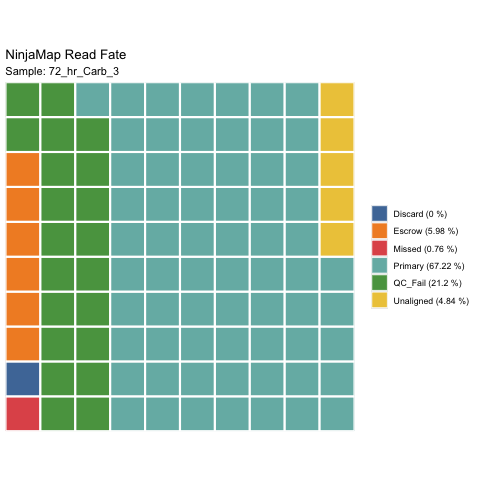 NinjaMap Read Fate
Sample: 72_hr_Carb_3
Discard (0 %)
Escrow (5.98 %)
Missed (0.76 %)
Primary (67.22 %)
QC_Fail (21.2 %)
Unaligned (4.84 %)